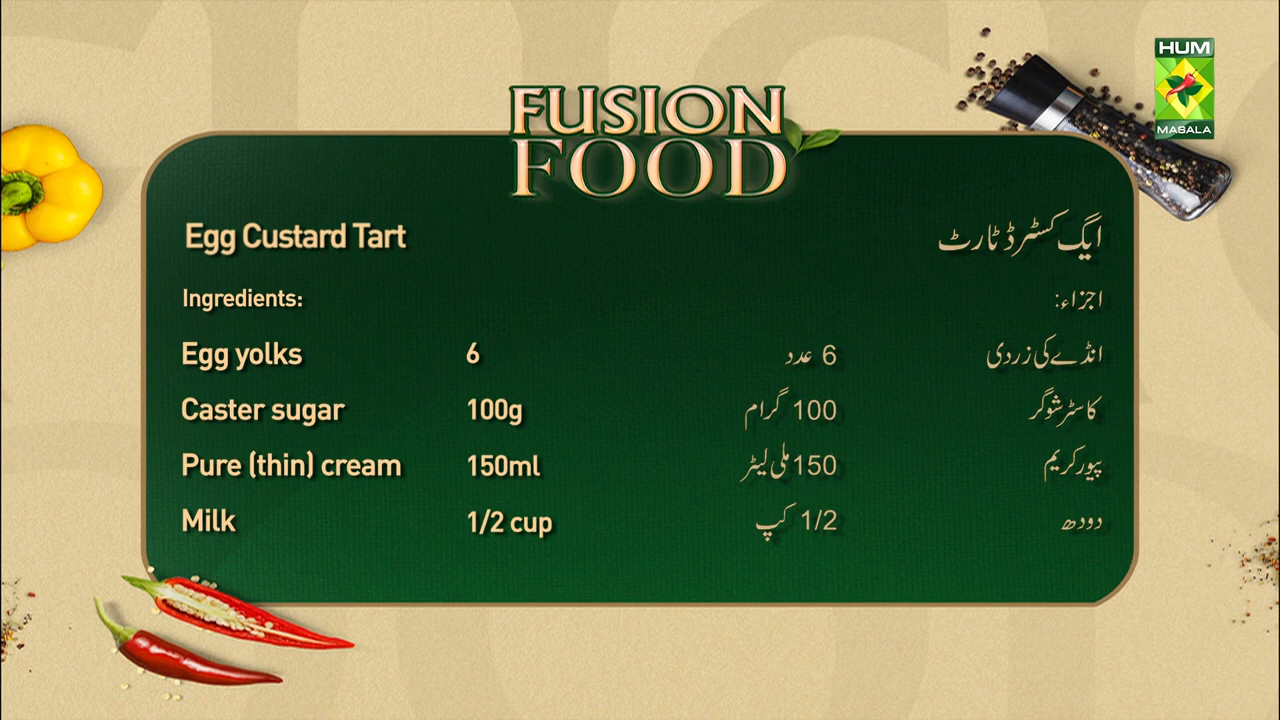 HUM
MASALA
FUSION
FOOD
Egg Custard Tart ایگ کسٹرڈ ٹارٹ
Ingredients: اجزاء:
Egg yolks 6 6 عدد انڈے کی زردی
Caster sugar 100g 100 گرام کاسٹر شوگر
Pure (thin) cream 150ml 150 ملی لیٹر پیور کریم
Milk 1/2 cup 1/2 کپ دودھ